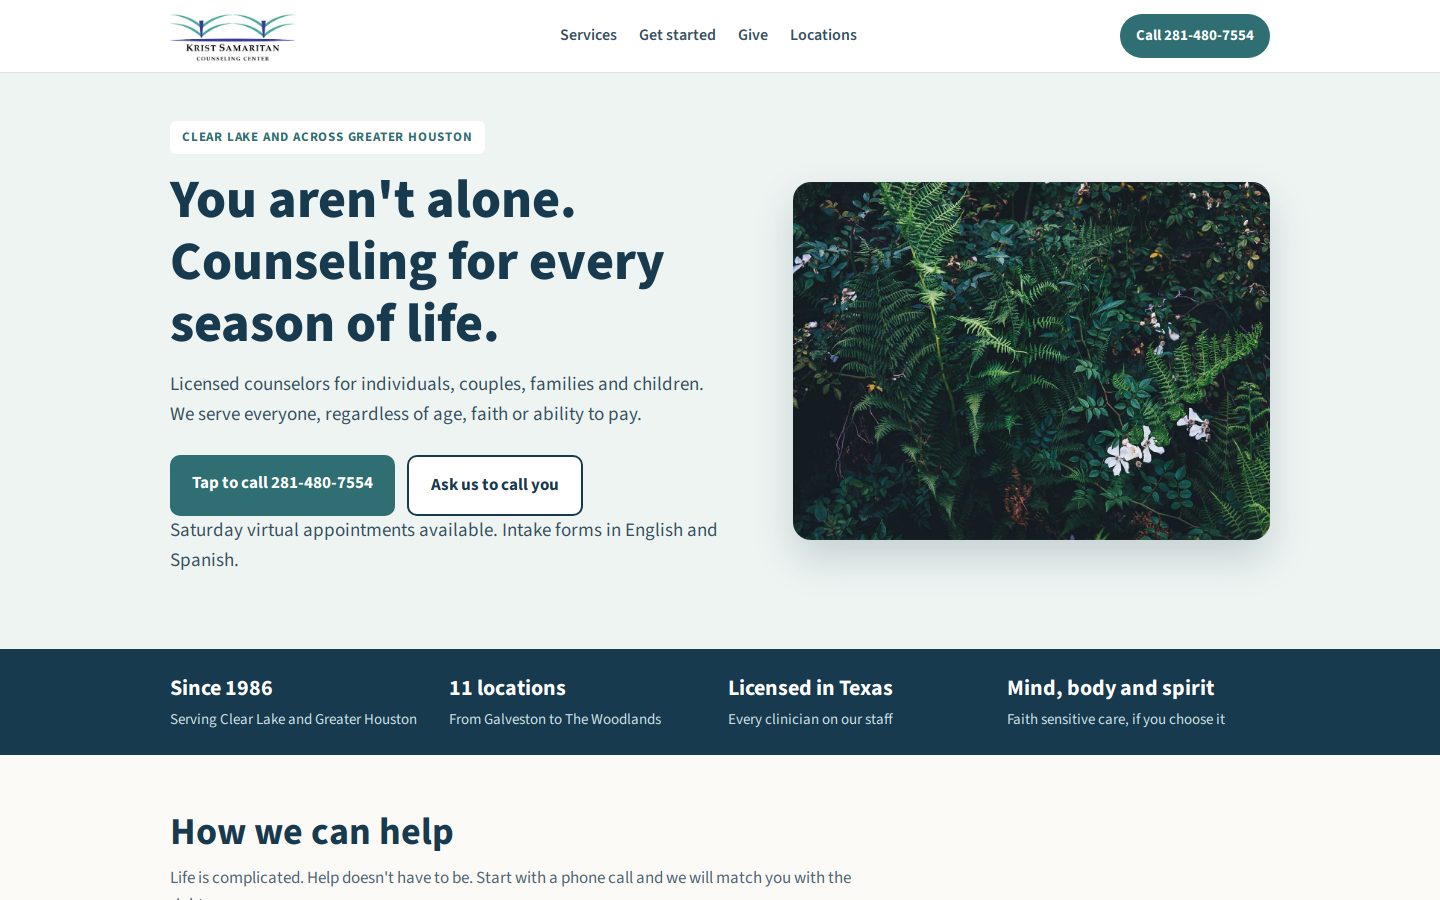 KRIST SAMARITAN
COUNSELING CENTER
Services Get started Give Locations
Call 281-480-7554
CLEAR LAKE AND ACROSS GREATER HOUSTON
You aren't alone.
Counseling for every
season of life.
Licensed counselors for individuals, couples, families and children.
We serve everyone, regardless of age, faith or ability to pay.
Tap to call 281-480-7554
Ask us to call you
Saturday virtual appointments available. Intake forms in English and
Spanish.
Since 1986
Serving Clear Lake and Greater Houston
11 locations
From Galveston to The Woodlands
Licensed in Texas
Every clinician on our staff
Mind, body and spirit
Faith sensitive care, if you choose it
How we can help
Life is complicated. Help doesn't have to be. Start with a phone call and we will match you with the